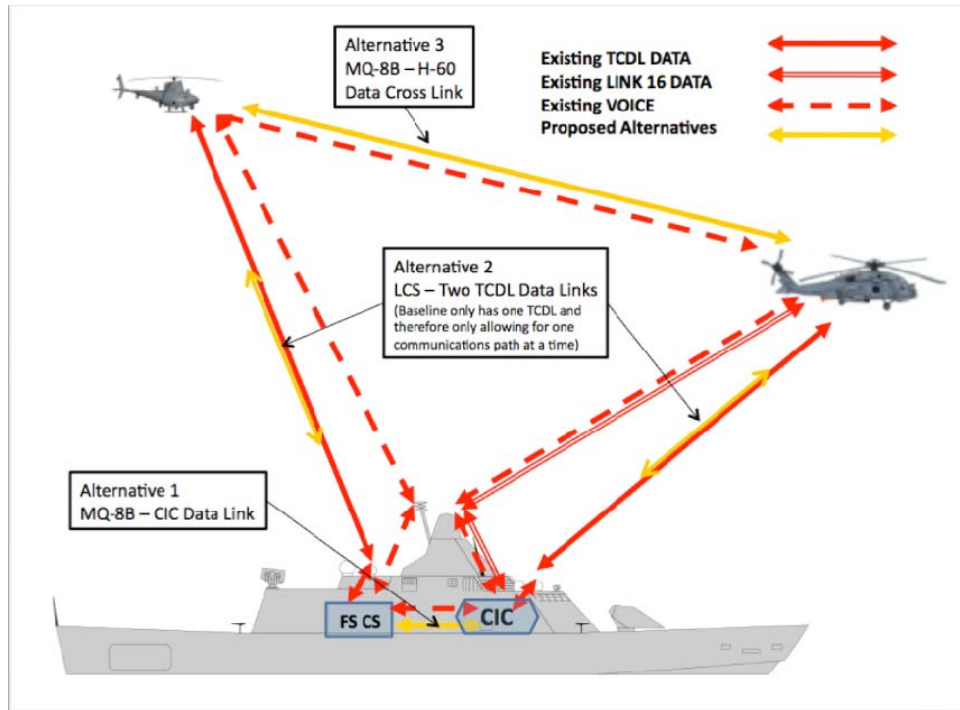 Alternative 3
MQ-8B – H-60
Data Cross Link
Existing TCDL DATA
Existing LINK 16 DATA
Existing VOICE
Proposed Alternatives
Alternative 2
LCS – Two TCDL Data Links
(Baseline only has one TCDL and
therefore only allowing for one
communications path at a time)
Alternative 1
MQ-8B – CIC Data Link
FS CS
CIC